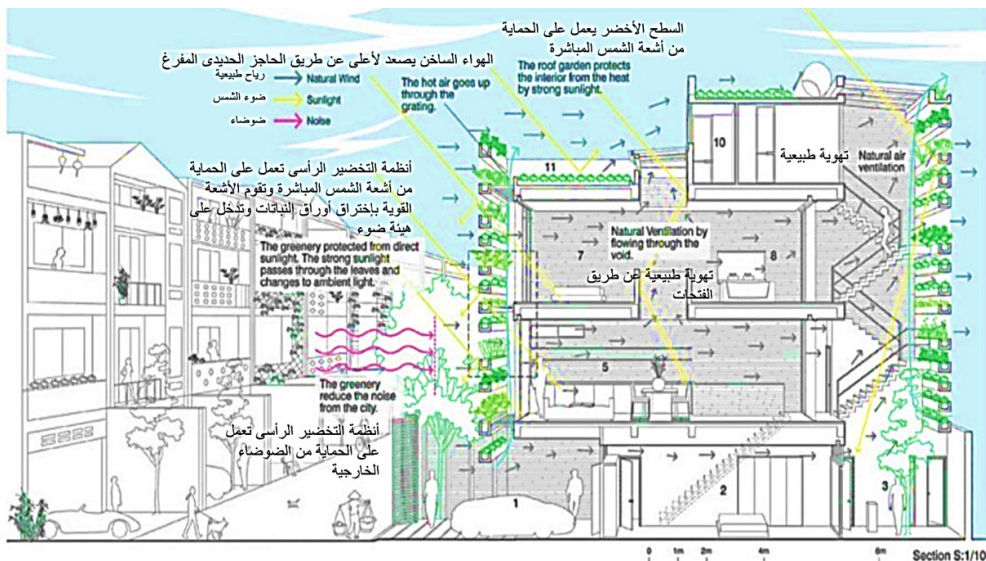 السطح الأخضر يعمل على الحماية
من أشعة الشمس المباشرة
The roof garden protects
the interior from the heat
by strong sunlight.
الهواء الساخن يصعد لأعلى عن طريق الحاجز الحديدى المفرغ
The hot air goes up
through the
grating.
رياح طبيعية Natural Wind
ضوء الشمس Sunlight
ضوضاء Noise
أنظمة التخضير الرأسى تعمل على الحماية
من أشعة الشمس المباشرة وتقوم الأشعة
القوية بإختراق أوراق النباتات وتدخل على
هيئة ضوء
The greenery protected from direct
sunlight. The strong sunlight
passes through the leaves and
changes to ambient light.
The greenery
reduce the noise
from the city.
أنظمة التخضير الرأسى تعمل
على الحماية من الضوضاء
الخارجية
11
10
تهوية طبيعية
Natural air
ventilation
7
Natural Ventilation by
flowing through the
void.
8
تهوية طبيعية عن طريق
الفتحات
5
1
2
3
0 1m 2m 4m 6m
Section S:1/10